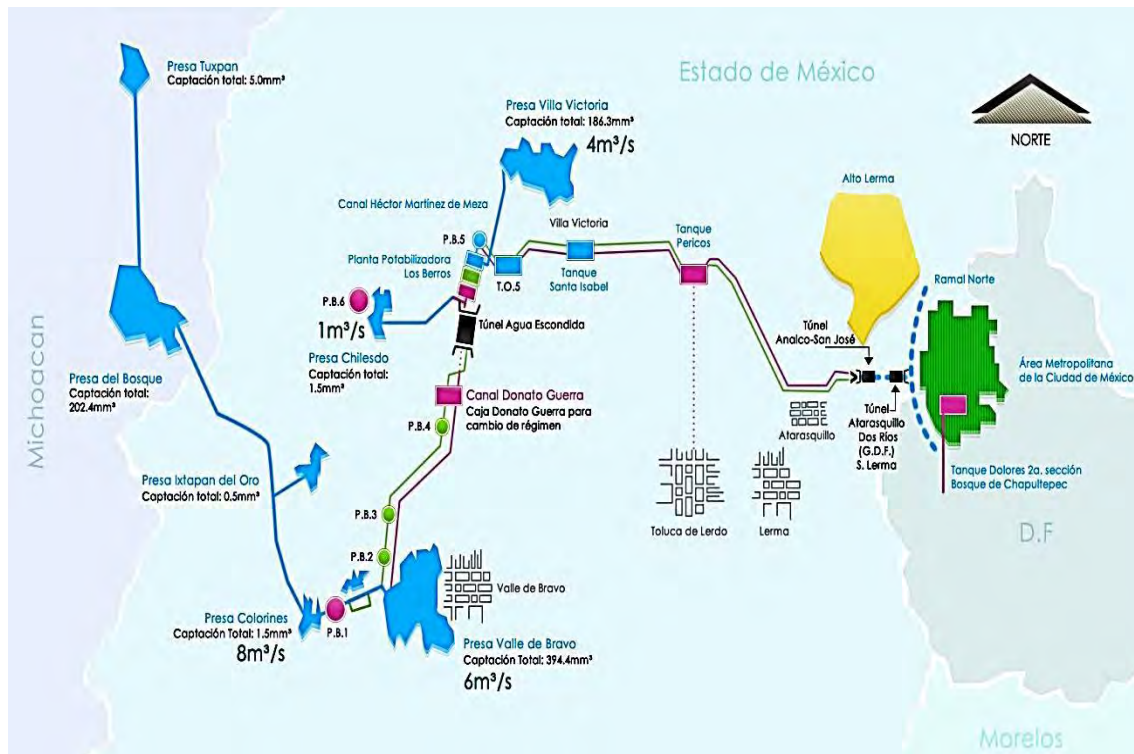 Presa Tuxpan
Captación total: 5.0mm³
Estado de México
Presa Villa Victoria
Captación total: 186.3mm³
4m³/s
NORTE
Alto Lerma
Canal Héctor Martínez de Meza
P.B.5
Villa Victoria
Tanque
Pericos
Planta Potabilizadora
Los Berros
T.O.5
Tanque
Santa Isabel
Ramal Norte
P.B.6
1m³/s
Túnel Agua Escondida
Túnel
Analco-San José
Presa Chilesdo
Captación total:
1.5mm³
Área Metropolitana
de la Ciudad de México
Presa del Bosque
Captación total:
202.4mm³
Michoacan
Canal Donato Guerra
Caja Donato Guerra para
cambio de régimen
P.B.4
Atarasquillo
Túnel
Atarasquillo
Dos Ríos
(G.D.F.)
S. Lerma
Tanque Dolores 2a. sección
Bosque de Chapultepec
Presa Ixtapan del Oro
Captación total: 0.5mm³
P.B.3
Toluca de Lerdo
Lerma
D.F
P.B.2
Valle de Bravo
Presa Colorines
Captación Total: 1.5mm³
8m³/s
P.B.1
Presa Valle de Bravo
Captación Total: 394.4mm³
6m³/s
Morelos